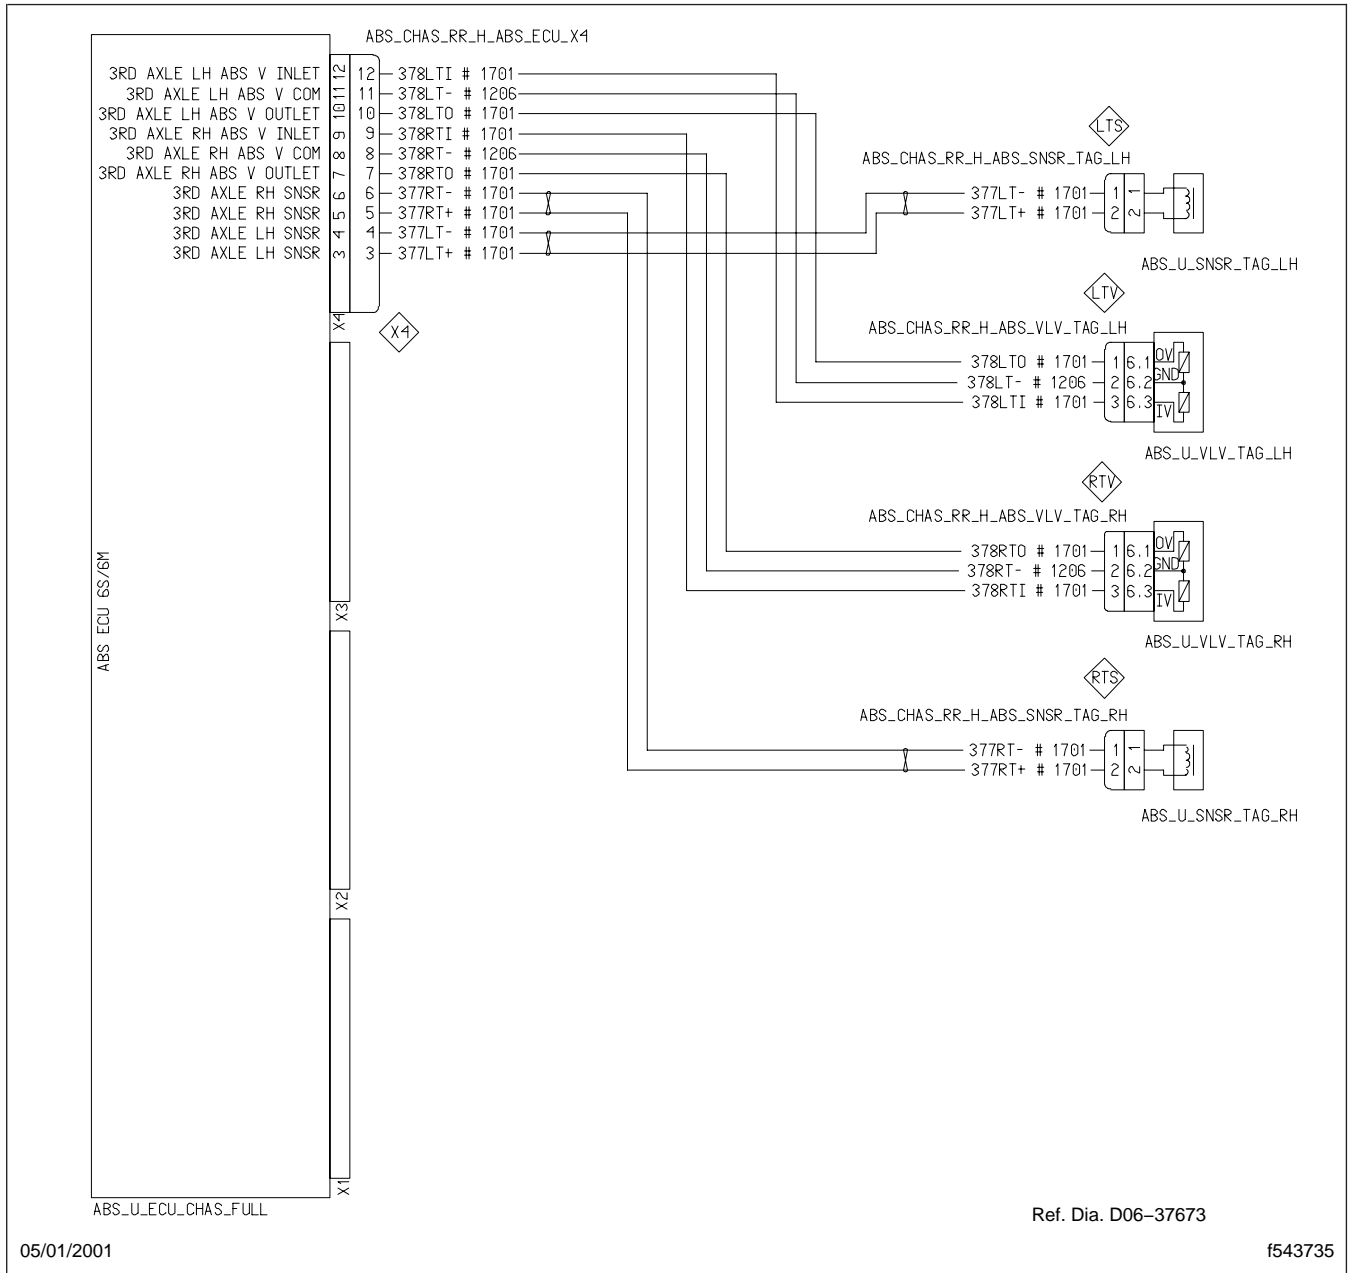 ABS_CHAS_RR_H_ABS_ECU_X4
3RD AXLE LH ABS V INLET 12 12 378LTI # 1701
3RD AXLE LH ABS V COM 11 11 378LT- # 1206
3RD AXLE LH ABS V OUTLET 10 10 378LTO # 1701
3RD AXLE RH ABS V INLET 9 9 378RTI # 1701
3RD AXLE RH ABS V COM 8 8 378RT- # 1206
3RD AXLE RH ABS V OUTLET 7 7 378RTO # 1701
3RD AXLE RH SNSR 6 6 377RT- # 1701
3RD AXLE RH SNSR 5 5 377RT+ # 1701
3RD AXLE LH SNSR 4 4 377LT- # 1701
3RD AXLE LH SNSR 3 3 377LT+ # 1701
X4
X4
LTS
ABS_CHAS_RR_H_ABS_SNSR_TAG_LH
377LT- # 1701 1 1
377LT+ # 1701 2 2
ABS_U_SNSR_TAG_LH
LTV
ABS_CHAS_RR_H_ABS_VLV_TAG_LH
378LTO # 1701 1 6.1 OV
378LT- # 1206 2 6.2 GND
378LTI # 1701 3 6.3 IV
ABS_U_VLV_TAG_LH
RTV
ABS_CHAS_RR_H_ABS_VLV_TAG_RH
378RTO # 1701 1 6.1 OV
378RT- # 1206 2 6.2 GND
378RTI # 1701 3 6.3 IV
ABS_U_VLV_TAG_RH
RTS
ABS_CHAS_RR_H_ABS_SNSR_TAG_RH
377RT- # 1701 1 1
377RT+ # 1701 2 2
ABS_U_SNSR_TAG_RH
ABS ECU 6S/6M
X3
X2
X1
ABS_U_ECU_CHAS_FULL
Ref. Dia. D06–37673
05/01/2001
f543735